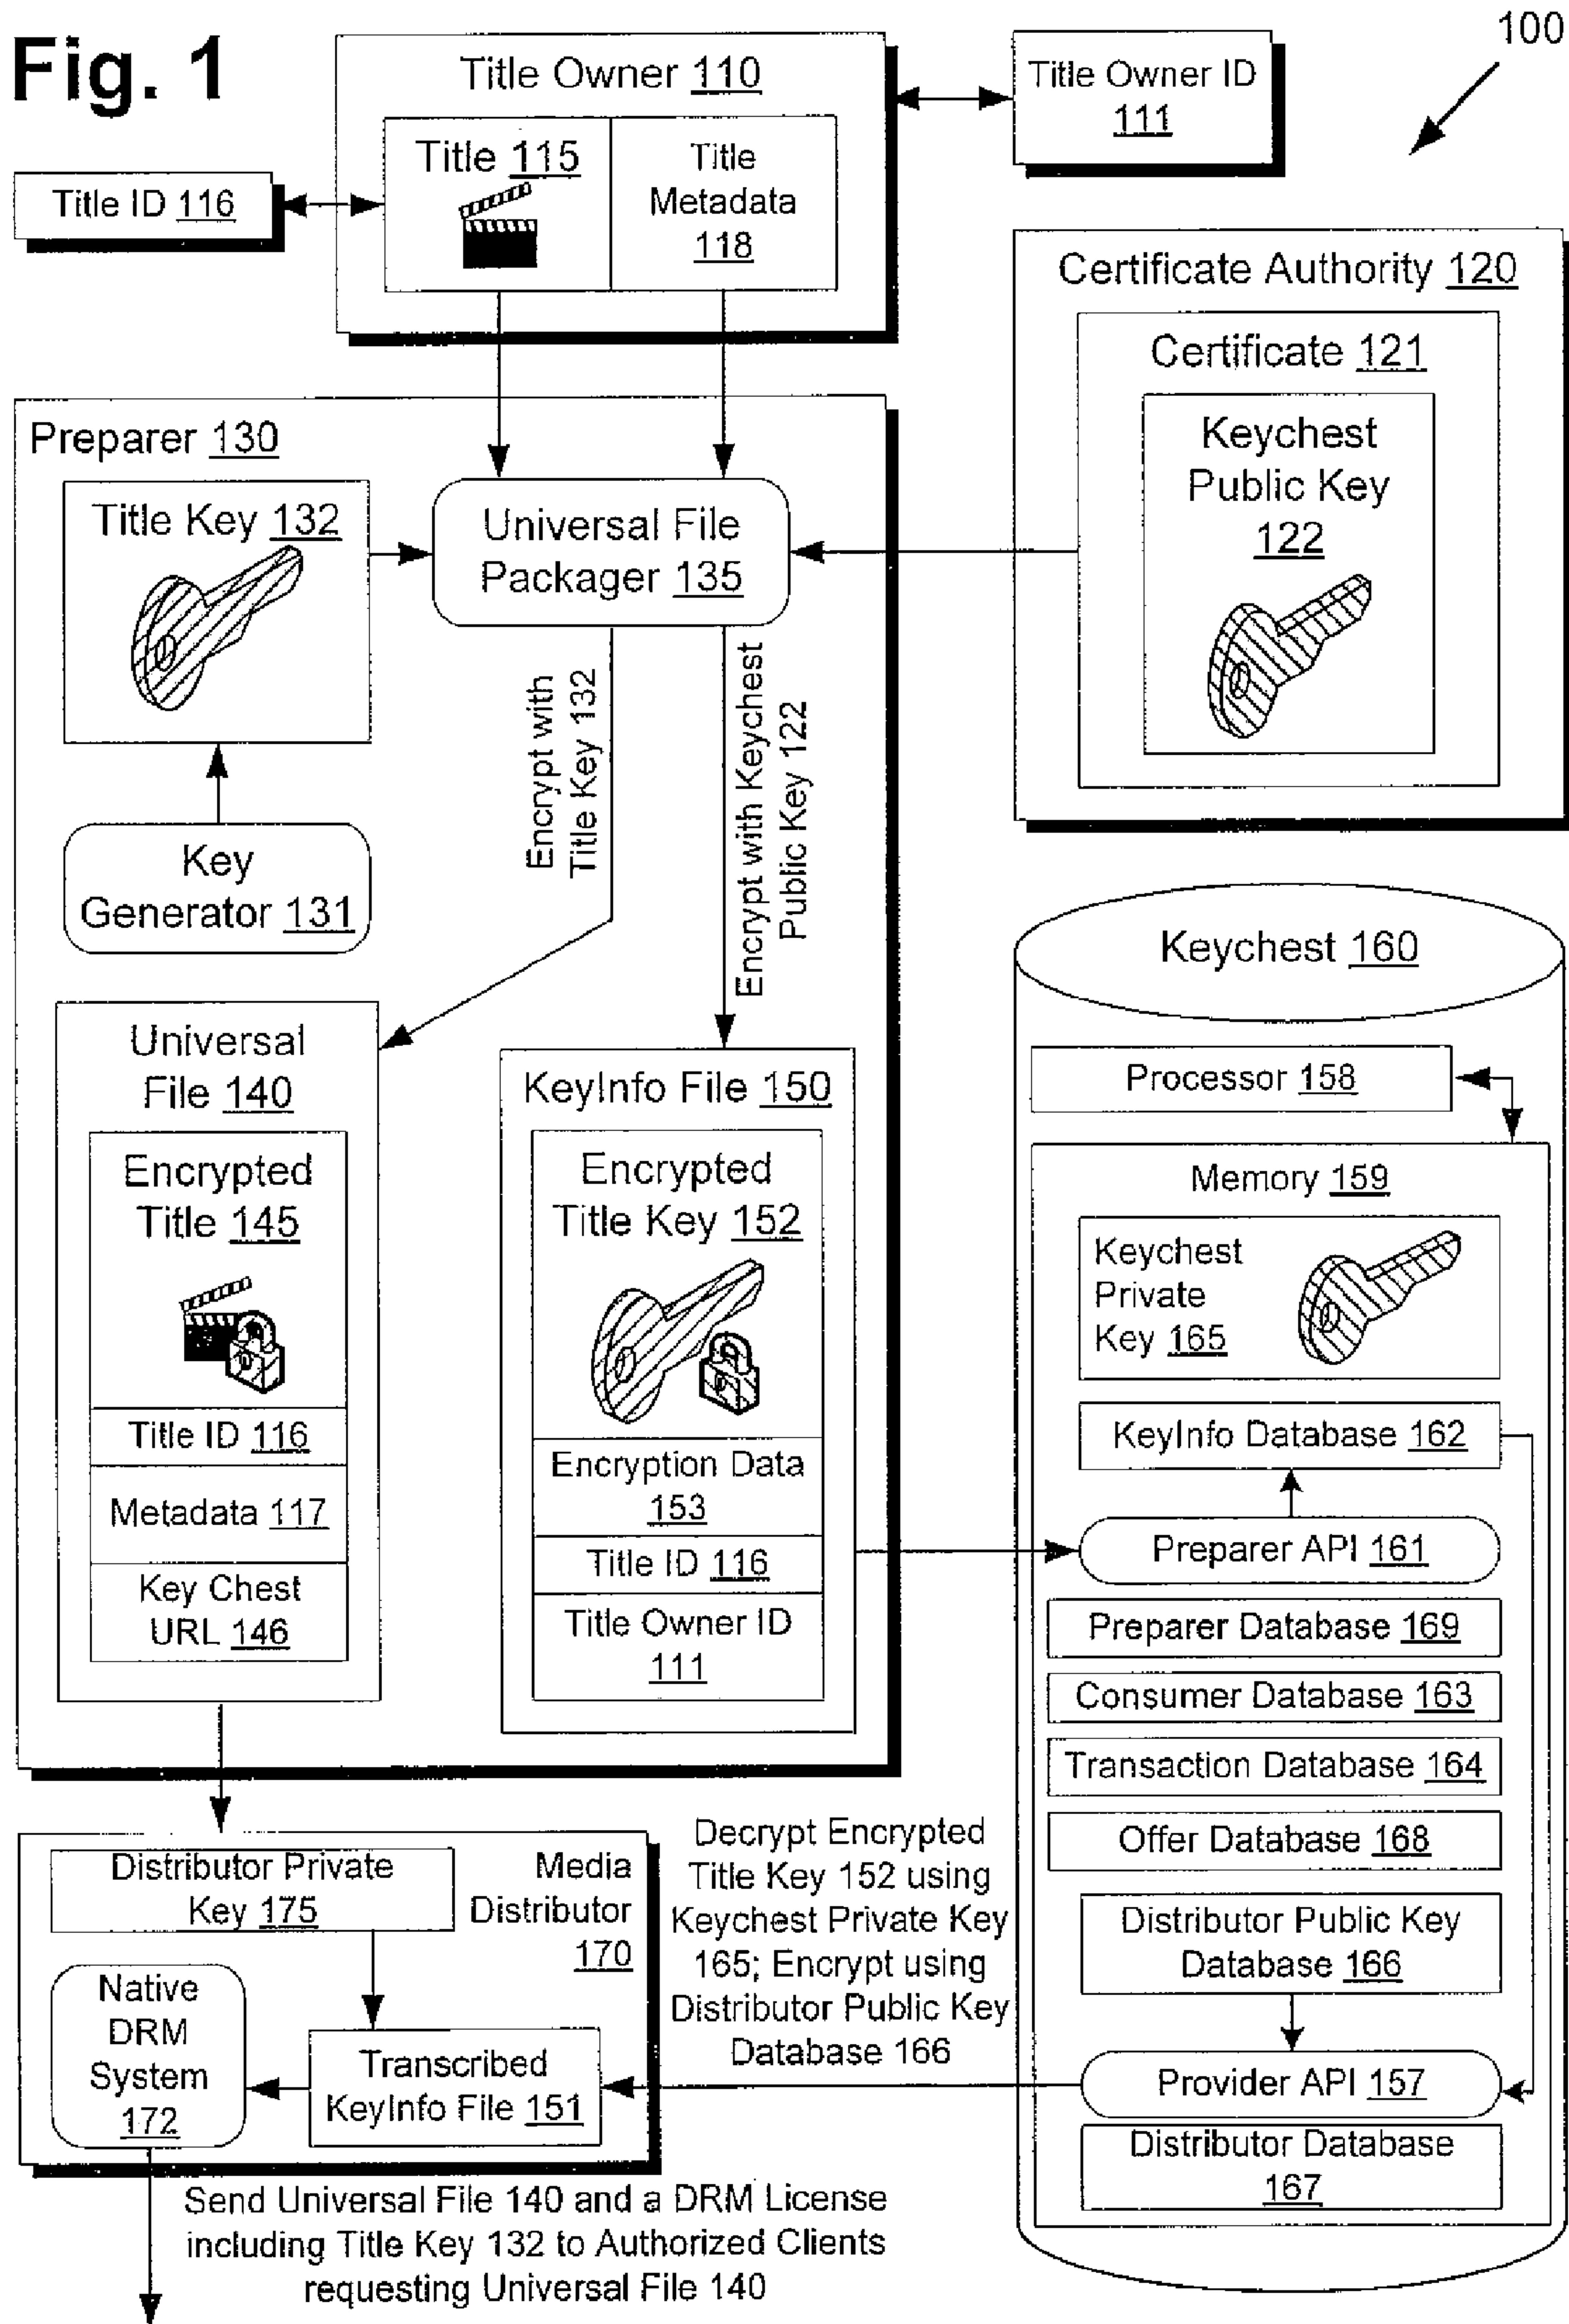 Fig. 1
100
Title Owner 110
Title Owner ID
111
Title 115
Title
Metadata
118
Title ID 116
Certificate Authority 120
Certificate 121
Keychest
Public Key
122
Preparer 130
Title Key 132
Universal File
Packager 135
Encrypt with
Title Key 132
Encrypt with Keychest
Public Key 122
Key
Generator 131
Universal
File 140
Encrypted
Title 145
Title ID 116
Metadata 117
Key Chest
URL 146
KeyInfo File 150
Encrypted
Title Key 152
Encryption Data
153
Title ID 116
Title Owner ID
111
Keychest 160
Processor 158
Memory 159
Keychest
Private
Key 165
KeyInfo Database 162
Preparer API 161
Preparer Database 169
Consumer Database 163
Transaction Database 164
Offer Database 168
Distributor Public Key
Database 166
Provider API 157
Distributor Database
167
Distributor Private
Key 175
Media
Distributor
170
Native
DRM
System
172
Transcribed
KeyInfo File 151
Decrypt Encrypted
Title Key 152 using
Keychest Private Key
165; Encrypt using
Distributor Public Key
Database 166
Send Universal File 140 and a DRM License
including Title Key 132 to Authorized Clients
requesting Universal File 140